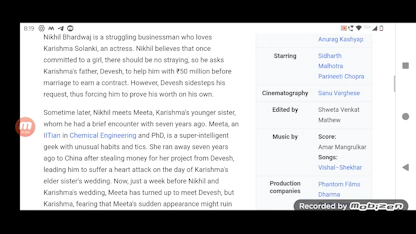 8:19
Nikhil Bhardwaj is a struggling businessman who loves
Karishma Solanki, an actress. Nikhil believes that once
committed to a girl, there should be no straying, so he asks
Karishma's father, Devesh, to help him with ₹50 million before
marriage to earn a contract. However, Devesh sidesteps his
request, thus forcing him to prove his worth on his own.
Sometime later, Nikhil meets Meeta, Karishma's younger sister,
whom he had a brief encounter with seven years ago. Meeta, an
IITian in Chemical Engineering and PhD, is a super-intelligent
geek with unusual habits and tics. She ran away seven years
ago to China after stealing money for her project from Devesh,
leading him to suffer a heart attack on the day of Karishma's
elder sister's wedding. Now, just a week before Nikhil and
Karishma's wedding, Meeta has turned up to meet Devesh, but
Karishma, fearing that Meeta's sudden appearance might ruin
Anurag Kashyap
Starring
Sidharth
Malhotra
Parineeti Chopra
Cinematography
Sanu Varghese
Edited by
Shweta Venkat
Mathew
Music by
Score:
Amar Mangrulkar
Songs:
Vishal–Shekhar
Production
companies
Phantom Films
Dharma
Recorded by
mobizen